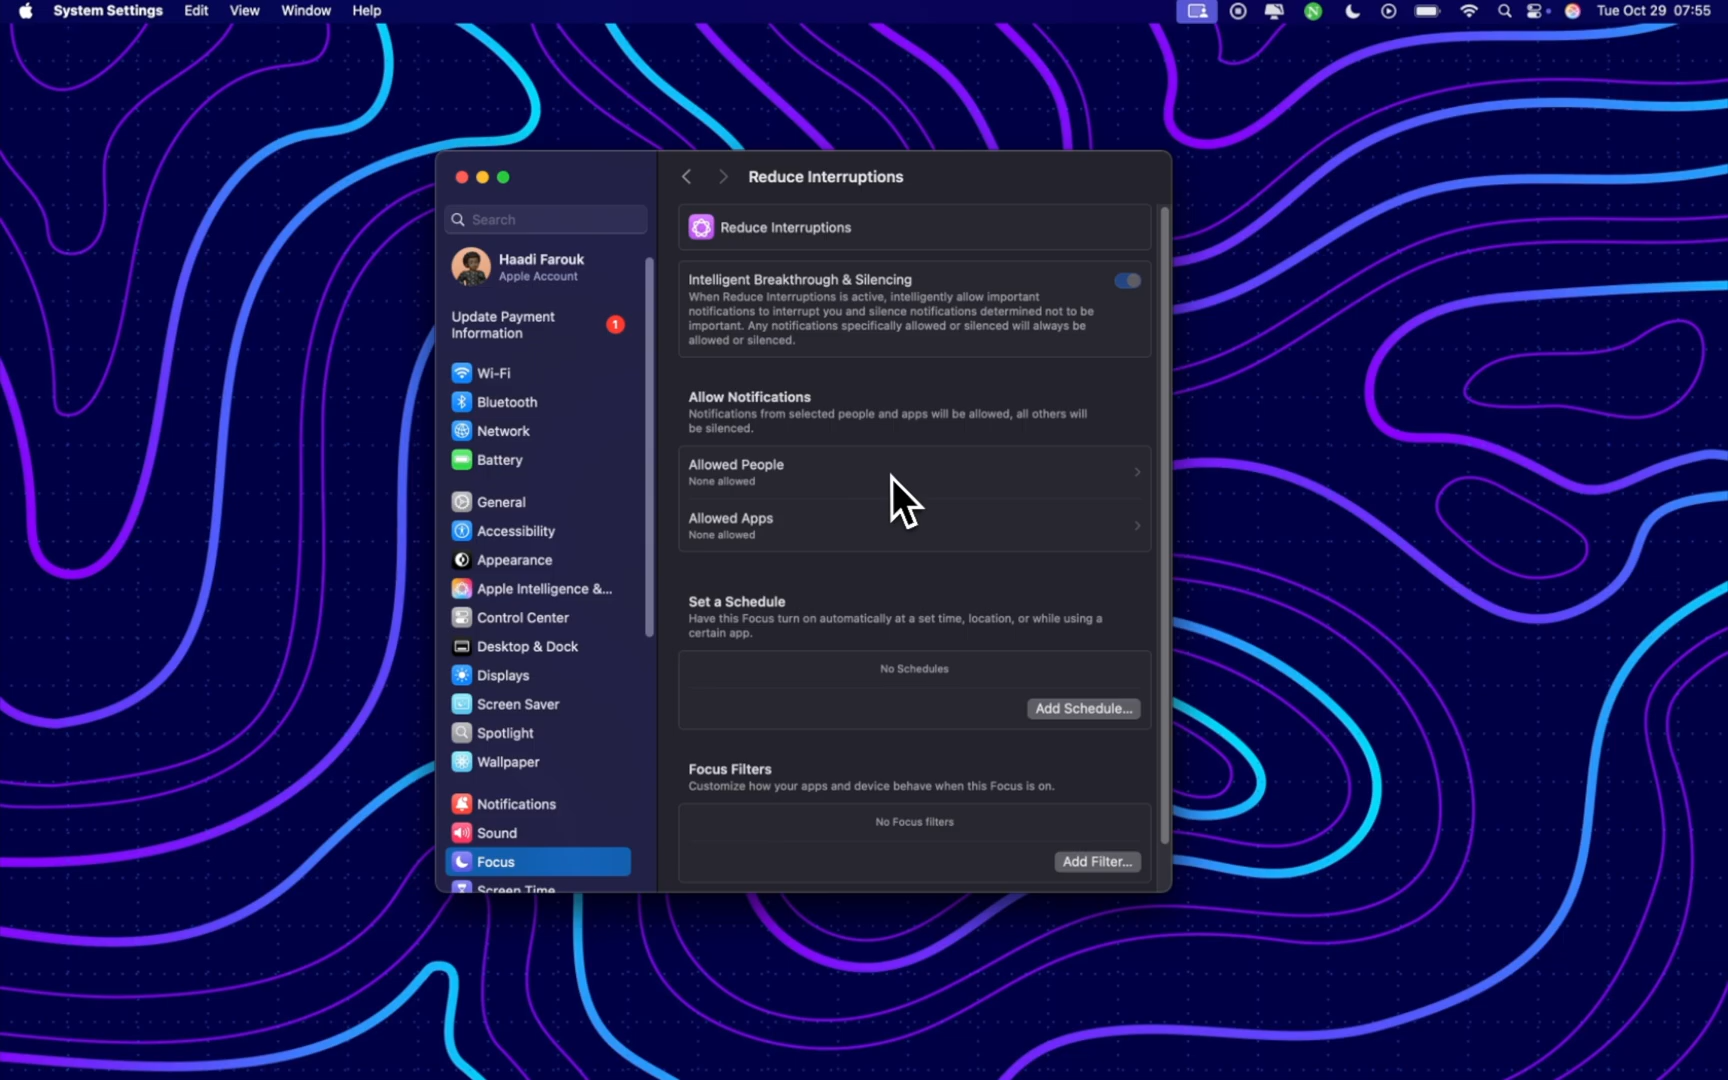 System Settings Edit View Window Help
Tue Oct 29 07:55
Search
Haadi Farouk
Apple Account
Update Payment
Information
1
Wi-Fi
Bluetooth
Network
Battery
General
Accessibility
Appearance
Apple Intelligence &...
Control Center
Desktop & Dock
Displays
Screen Saver
Spotlight
Wallpaper
Notifications
Sound
Focus
Screen Time
Reduce Interruptions
Reduce Interruptions
Intelligent Breakthrough & Silencing
When Reduce Interruptions is active, intelligently allow important
notifications to interrupt you and silence notifications determined not to be
important. Any notifications specifically allowed or silenced will always be
allowed or silenced.
Allow Notifications
Notifications from selected people and apps will be allowed, all others will
be silenced.
Allowed People
None allowed
Allowed Apps
None allowed
Set a Schedule
Have this Focus turn on automatically at a set time, location, or while using a
certain app.
No Schedules
Add Schedule...
Focus Filters
Customize how your apps and device behave when this Focus is on.
No Focus filters
Add Filter...